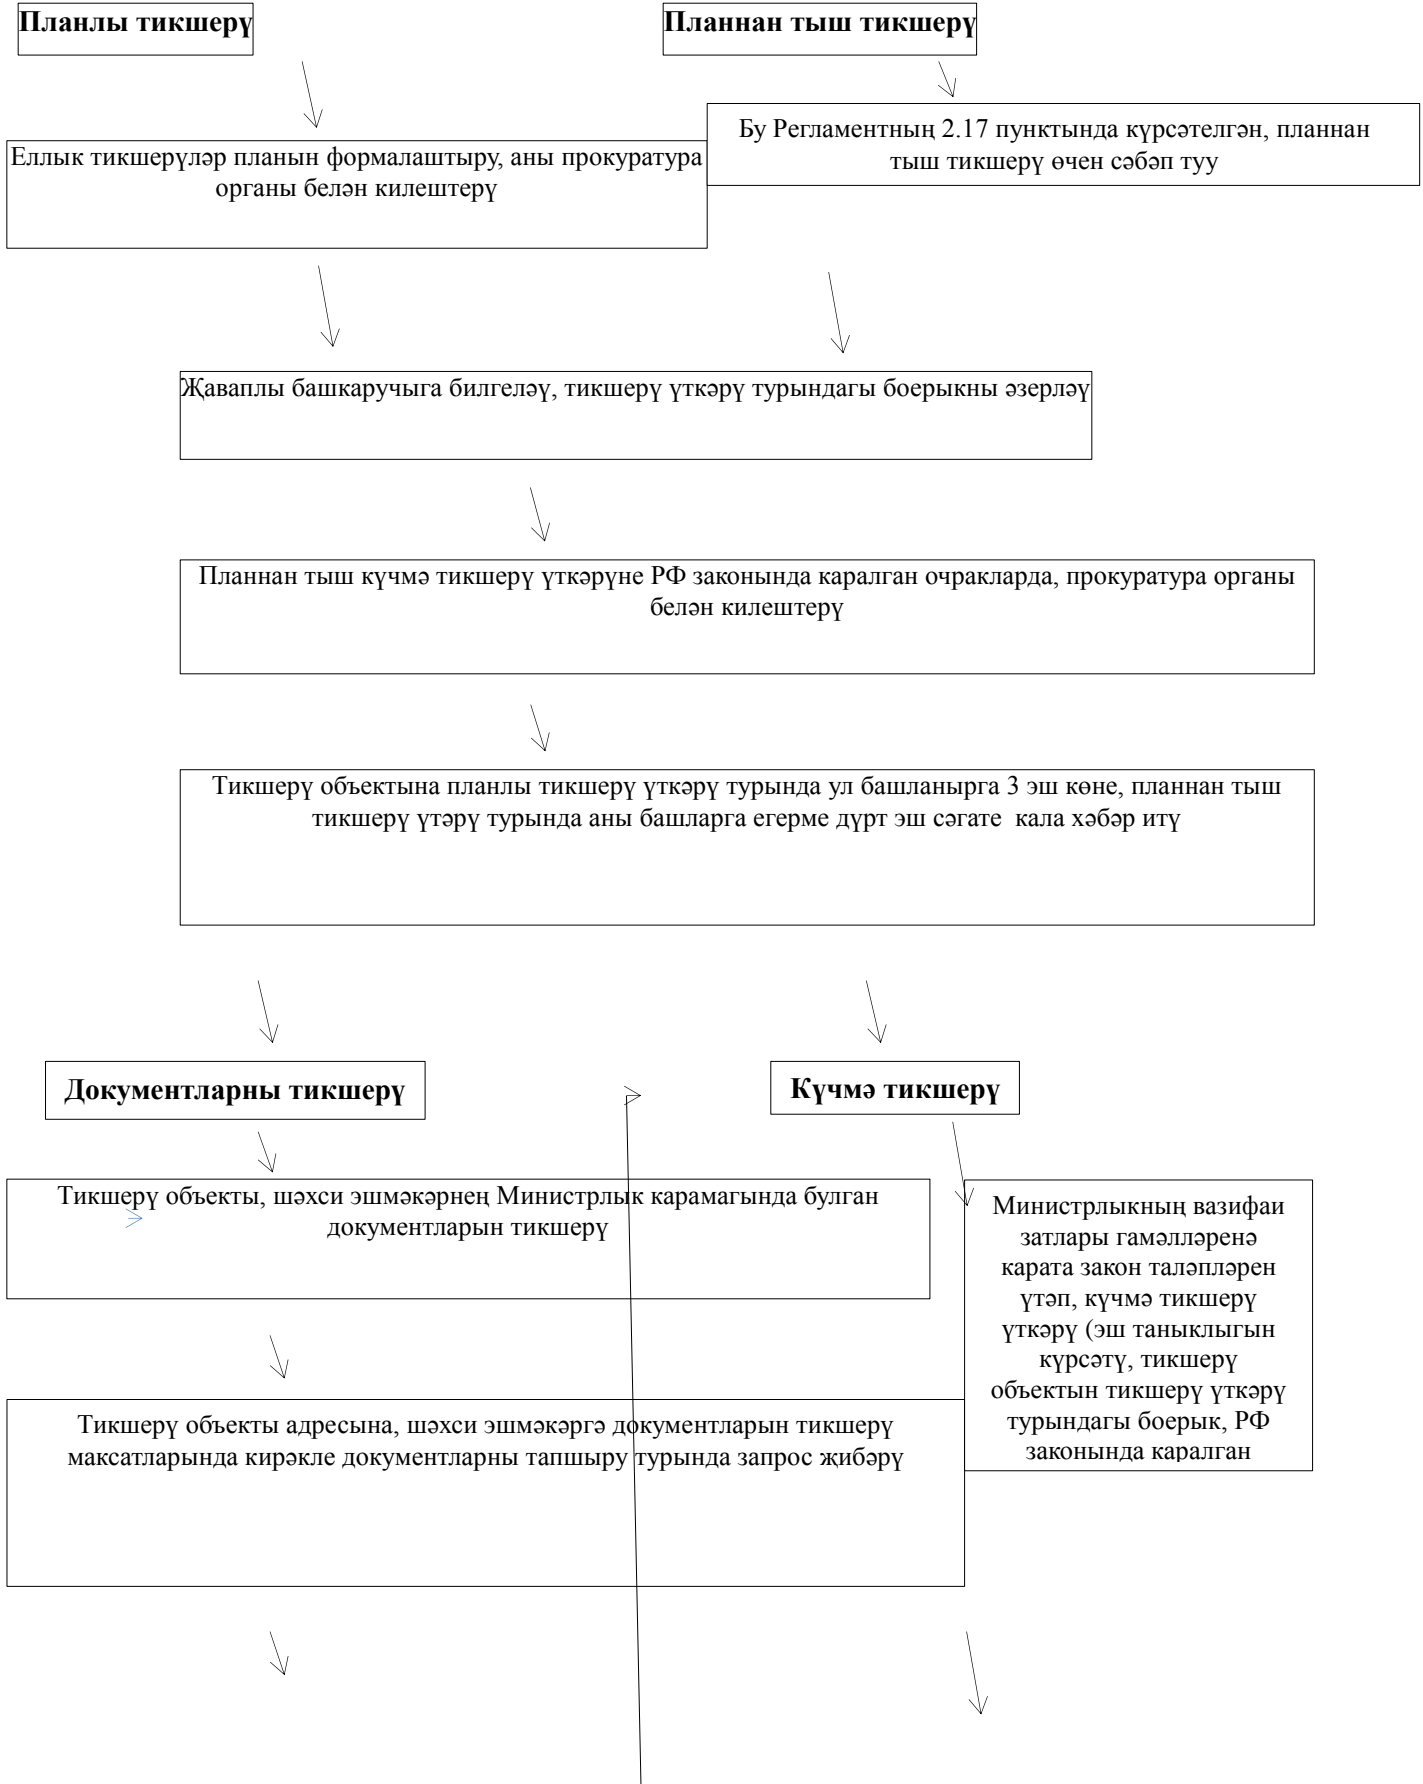 Планлы тикшерү
Планнан тыш тикшерү
Еллык тикшерүләр планын формалаштыру, аны прокуратура
органы белән килештерү
Бу Регламентның 2.17 пунктында күрсәтелгән, планнан
тыш тикшерү өчен сәбәп туу
Җаваплы башкаручыга билгеләү, тикшерү үткәрү турындагы боерыкны әзерләү
Планнан тыш күчмә тикшерү үткәрүне РФ законында каралган очракларда, прокуратура органы
белән килештерү
Тикшерү объектына планлы тикшерү үткәрү турында ул башланырга 3 эш көне, планнан тыш
тикшерү үтәрү турында аны башларга егерме дүрт эш сәгате  кала хәбәр итү
Документларны тикшерү
Күчмә тикшерү
Тикшерү объекты, шәхси эшмәкәрнең Министрлык карамагында булган
документларын тикшерү
Тикшерү объекты адресына, шәхси эшмәкәргә документларын тикшерү
максатларында кирәкле документларны тапшыру турында запрос җибәрү
Министрлыкның вазифаи
затлары гамәлләренә
карата закон таләпләрен
үтәп, күчмә тикшерү
үткәрү (эш таныклыгын
күрсәтү, тикшерү
объектын тикшерү үткәрү
турындагы боерык, РФ
законында каралган